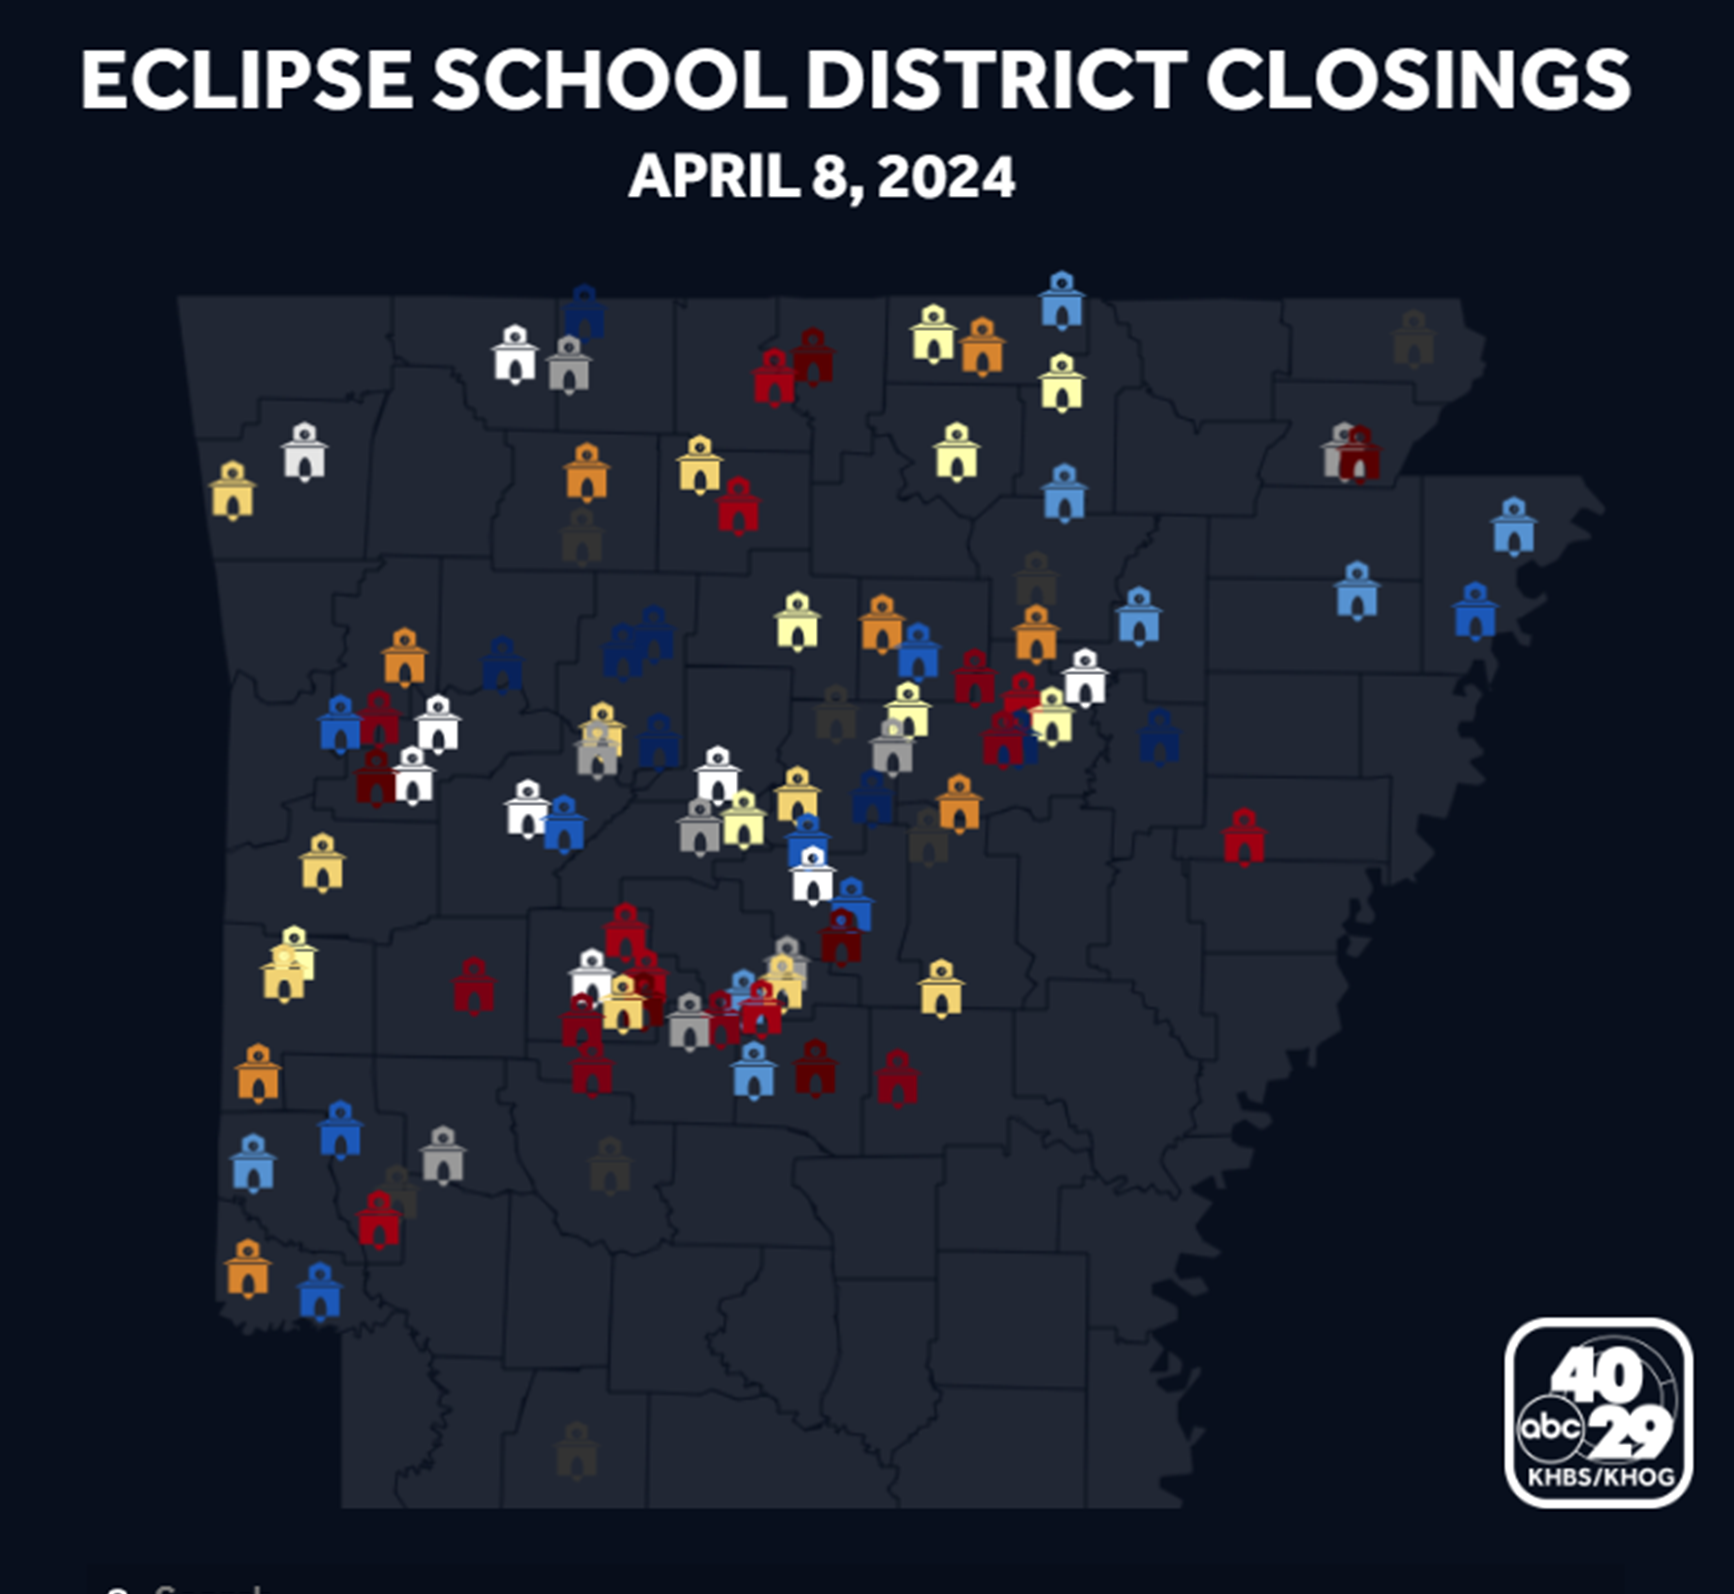 ECLIPSE SCHOOL DISTRICT CLOSINGS
APRIL 8, 2024
40
abc 29
KHBS/KHOG